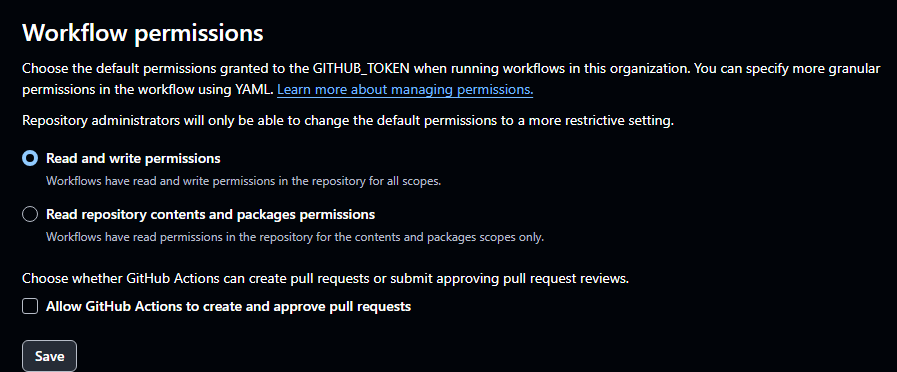 Workflow permissions
Choose the default permissions granted to the GITHUB_TOKEN when running workflows in this organization. You can specify more granular
permissions in the workflow using YAML. Learn more about managing permissions.
Repository administrators will only be able to change the default permissions to a more restrictive setting.
Read and write permissions
Workflows have read and write permissions in the repository for all scopes.
Read repository contents and packages permissions
Workflows have read permissions in the repository for the contents and packages scopes only.
Choose whether GitHub Actions can create pull requests or submit approving pull request reviews.
Allow GitHub Actions to create and approve pull requests
Save